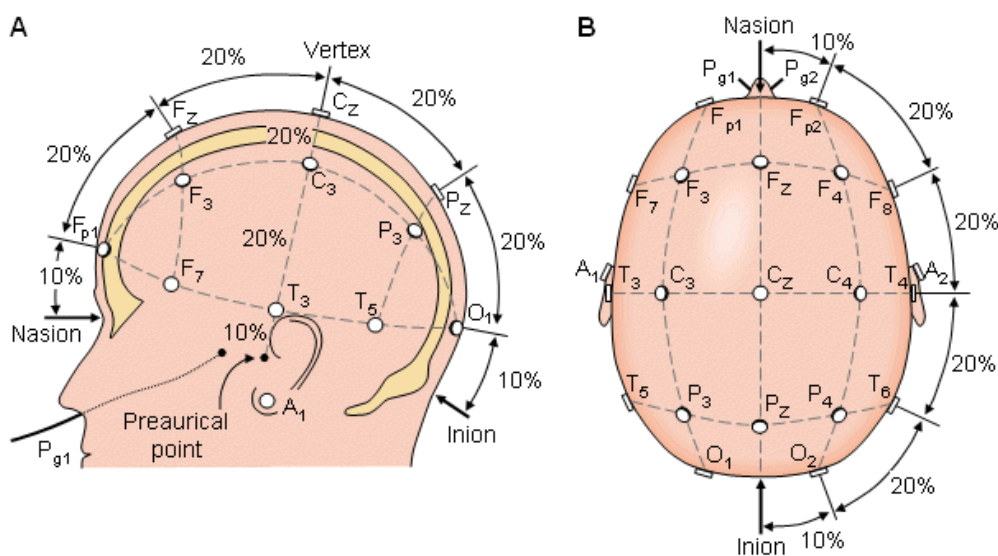 A
Vertex
20%
20%
Fz
Cz
20%
20%
20%
Fp1
F3
C3
Pz
P3
20%
20%
10%
F7
T3
T5
O1
Nasion
10%
10%
A1
Preaurical
point
Inion
Pg1
B
Nasion
10%
Pg1
Pg2
20%
Fp1
Fp2
F7
F3
Fz
F4
F8
20%
A1
T3
C3
Cz
C4
T4
A2
20%
T5
P3
Pz
P4
T6
O1
O2
20%
Inion
10%